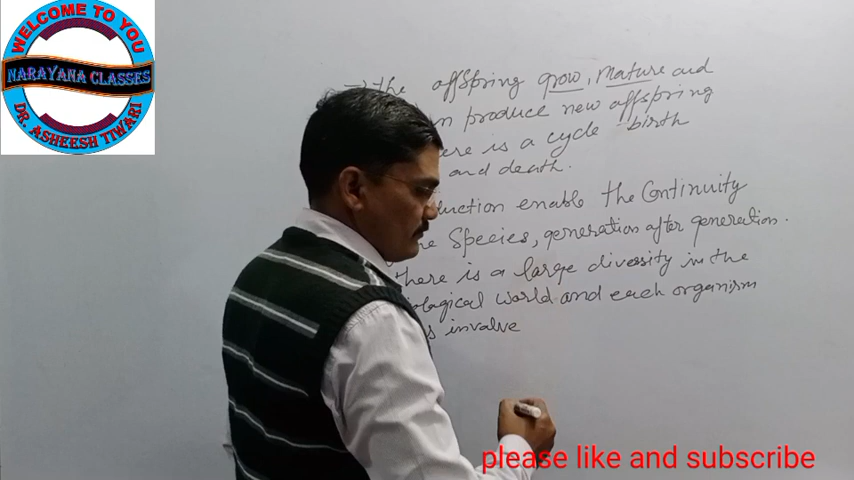 WELCOME TO YOU
NARAYANA CLASSES
DR. ASHEESH TIWARI
the offspring grow, Mature and
produce new offspring
is a cycle birth
and death.
enable the Continuity
Species, generation after generation.
there is a large diversity in the
world and each organism
invalve
please like and subscribe